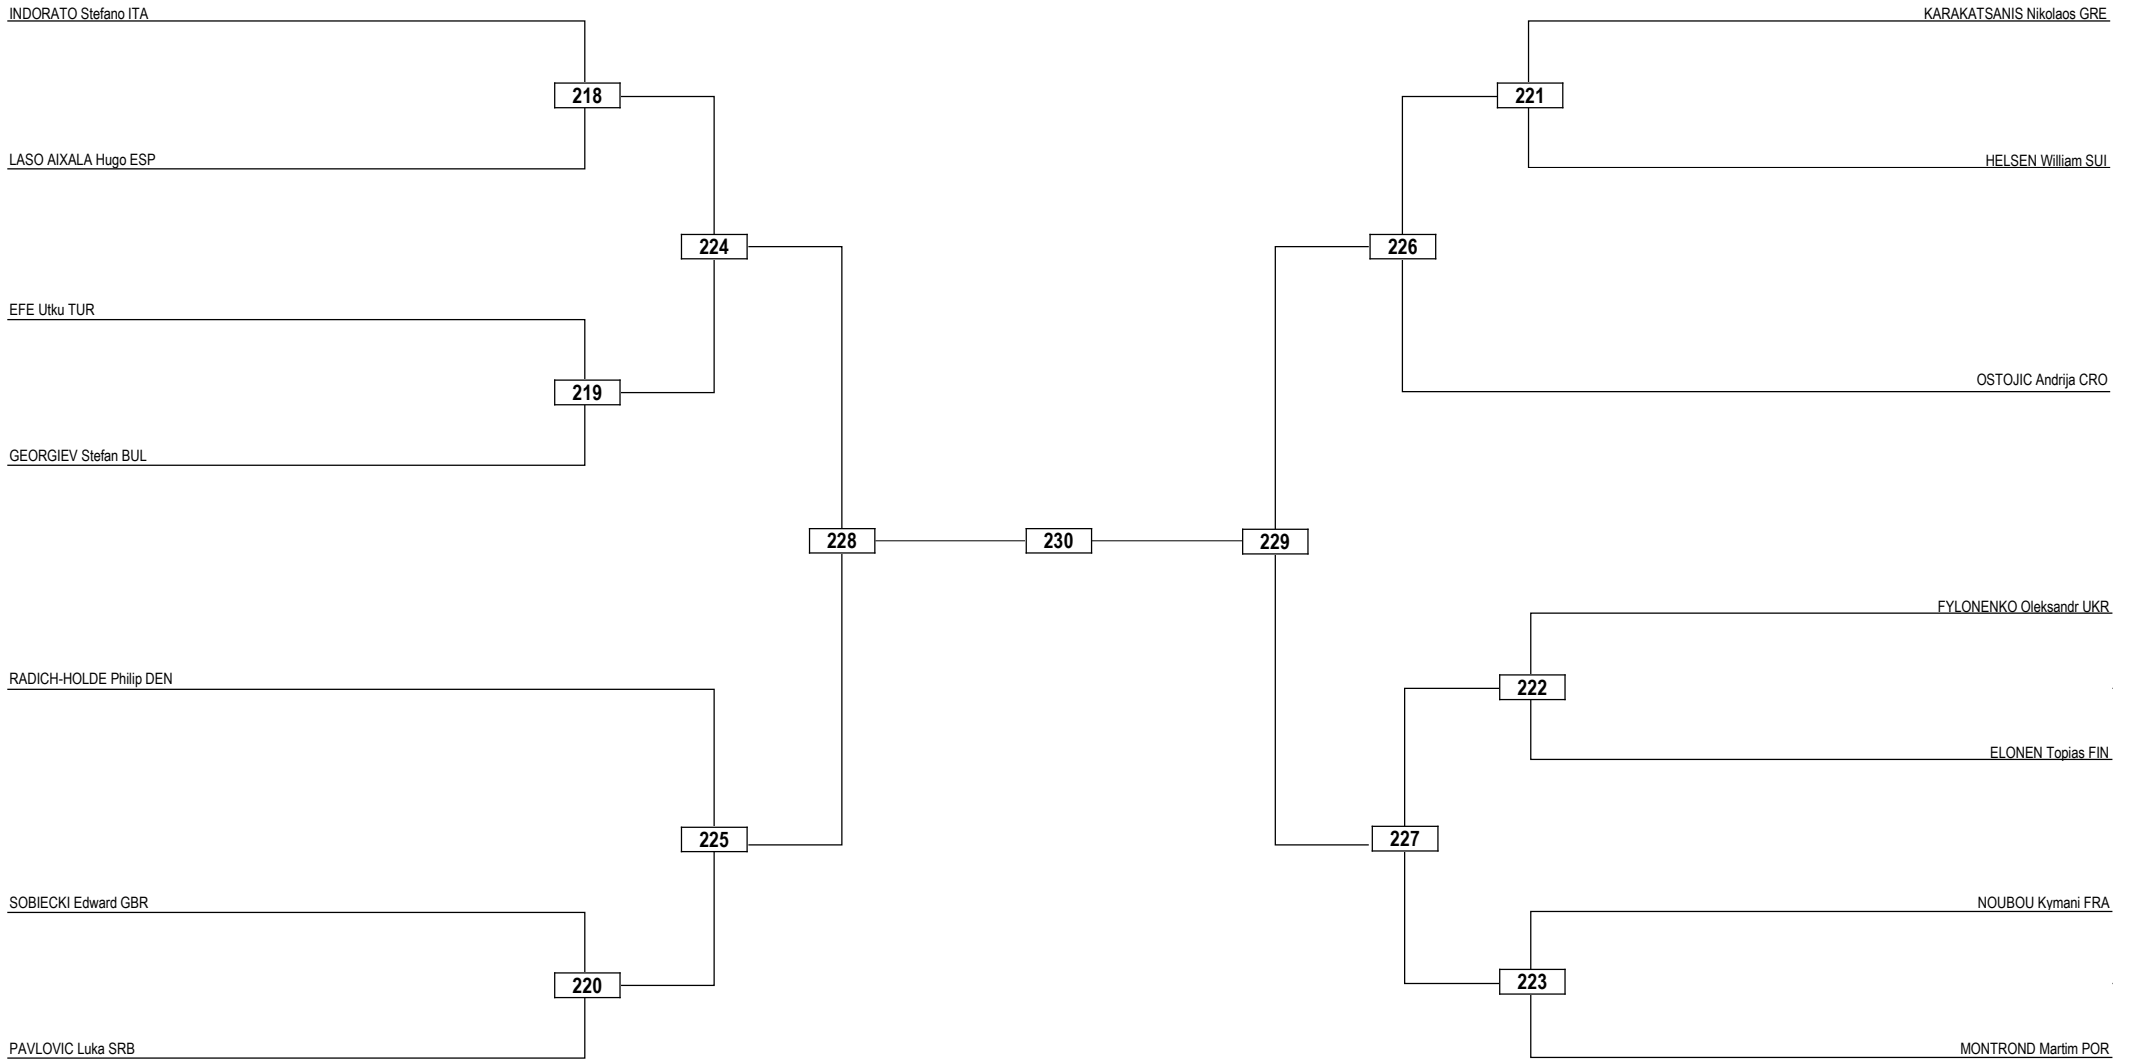 INDORATO Stefano ITA
KARAKATSANIS Nikolaos GRE
218
221
LASO AIXALA Hugo ESP
HELSEN William SUI
224
226
EFE Utku TUR
OSTOJIC Andrija CRO
219
GEORGIEV Stefan BUL
228
230
229
FYLONENKO Oleksandr UKR
RADICH-HOLDE Philip DEN
222
ELONEN Topias FIN
225
227
SOBIECKI Edward GBR
NOUBOU Kymani FRA
220
223
PAVLOVIC Luka SRB
MONTROND Martim POR